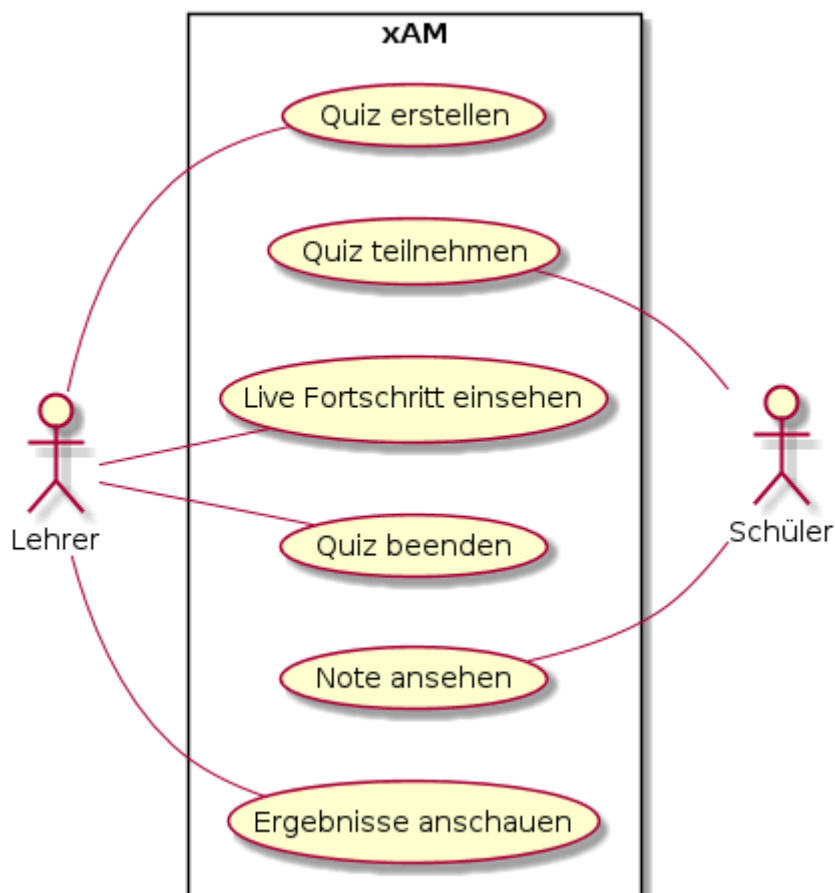 xAM
Quiz erstellen
Quiz teilnehmen
Live Fortschritt einsehen
Lehrer
Schüler
Quiz beenden
Note ansehen
Ergebnisse anschauen